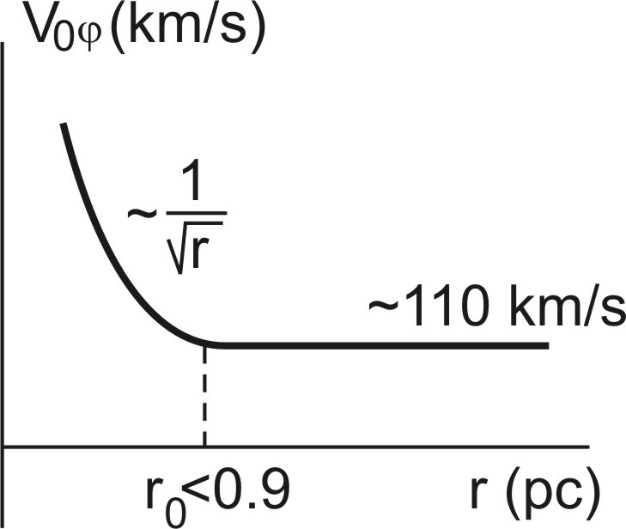 V₀φ (km/s)
~ 1/√r
~110 km/s
r₀<0.9
r (pc)